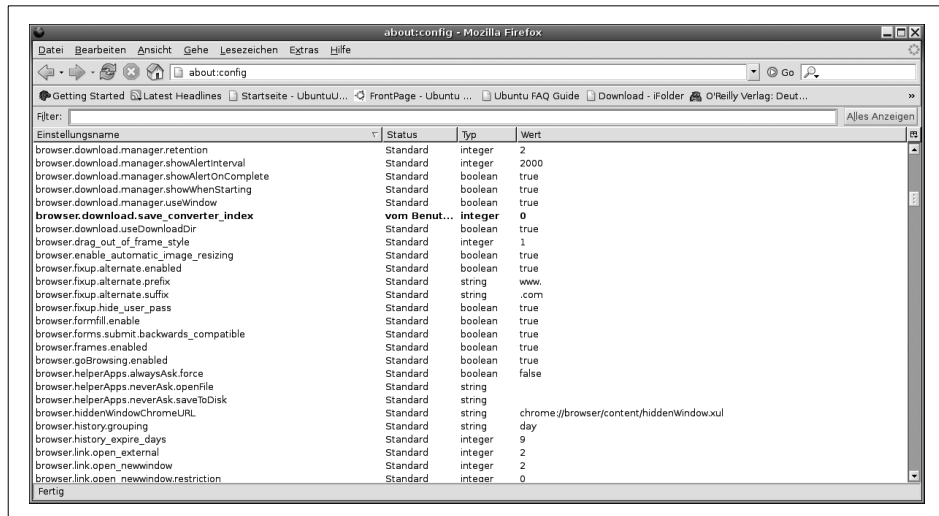 about:config - Mozilla Firefox
Datei Bearbeiten Ansicht Gehe Lesezeichen Extras Hilfe
about:config Go
Getting Started Latest Headlines Startseite - UbuntuU... FrontPage - Ubuntu ... Ubuntu FAQ Guide Download - iFolder O'Reilly Verlag: Deut... »
Filter: Alles Anzeigen
Einstellungsname Status Typ Wert
browser.download.manager.retention Standard integer 2
browser.download.manager.showAlertInterval Standard integer 2000
browser.download.manager.showAlertOnComplete Standard boolean true
browser.download.manager.showWhenStarting Standard boolean true
browser.download.manager.useWindow Standard boolean true
browser.download.save_converter_index vom Benut... integer 0
browser.download.useDownloadDir Standard boolean true
browser.drag_out_of_frame_style Standard integer 1
browser.enable_automatic_image_resizing Standard boolean true
browser.fixup.alternate.enabled Standard boolean true
browser.fixup.alternate.prefix Standard string www.
browser.fixup.alternate.suffix Standard string .com
browser.fixup.hide_user_pass Standard boolean true
browser.formfill.enable Standard boolean true
browser.forms.submit.backwards_compatible Standard boolean true
browser.frames.enabled Standard boolean true
browser.goBrowsing.enabled Standard boolean true
browser.helperApps.alwaysAsk.force Standard boolean false
browser.helperApps.neverAsk.openFile Standard string
browser.helperApps.neverAsk.saveToDisk Standard string
browser.hiddenWindowChromeURL Standard string chrome://browser/content/hiddenWindow.xul
browser.history.grouping Standard string day
browser.history_expire_days Standard integer 9
browser.link.open_external Standard integer 2
browser.link.open_newwindow Standard integer 2
browser.link.open_newwindow.restriction Standard integer 0
Fertig